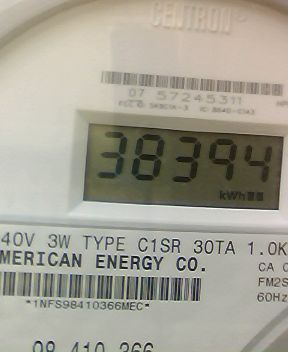 CENTRON®
07 57245311
38394
kWh
40V 3W TYPE C1SR 30TA 1.0K
MERICAN ENERGY CO.
CA 0
FM2S
60Hz
*1NFS98410366MEC*
98 410 366